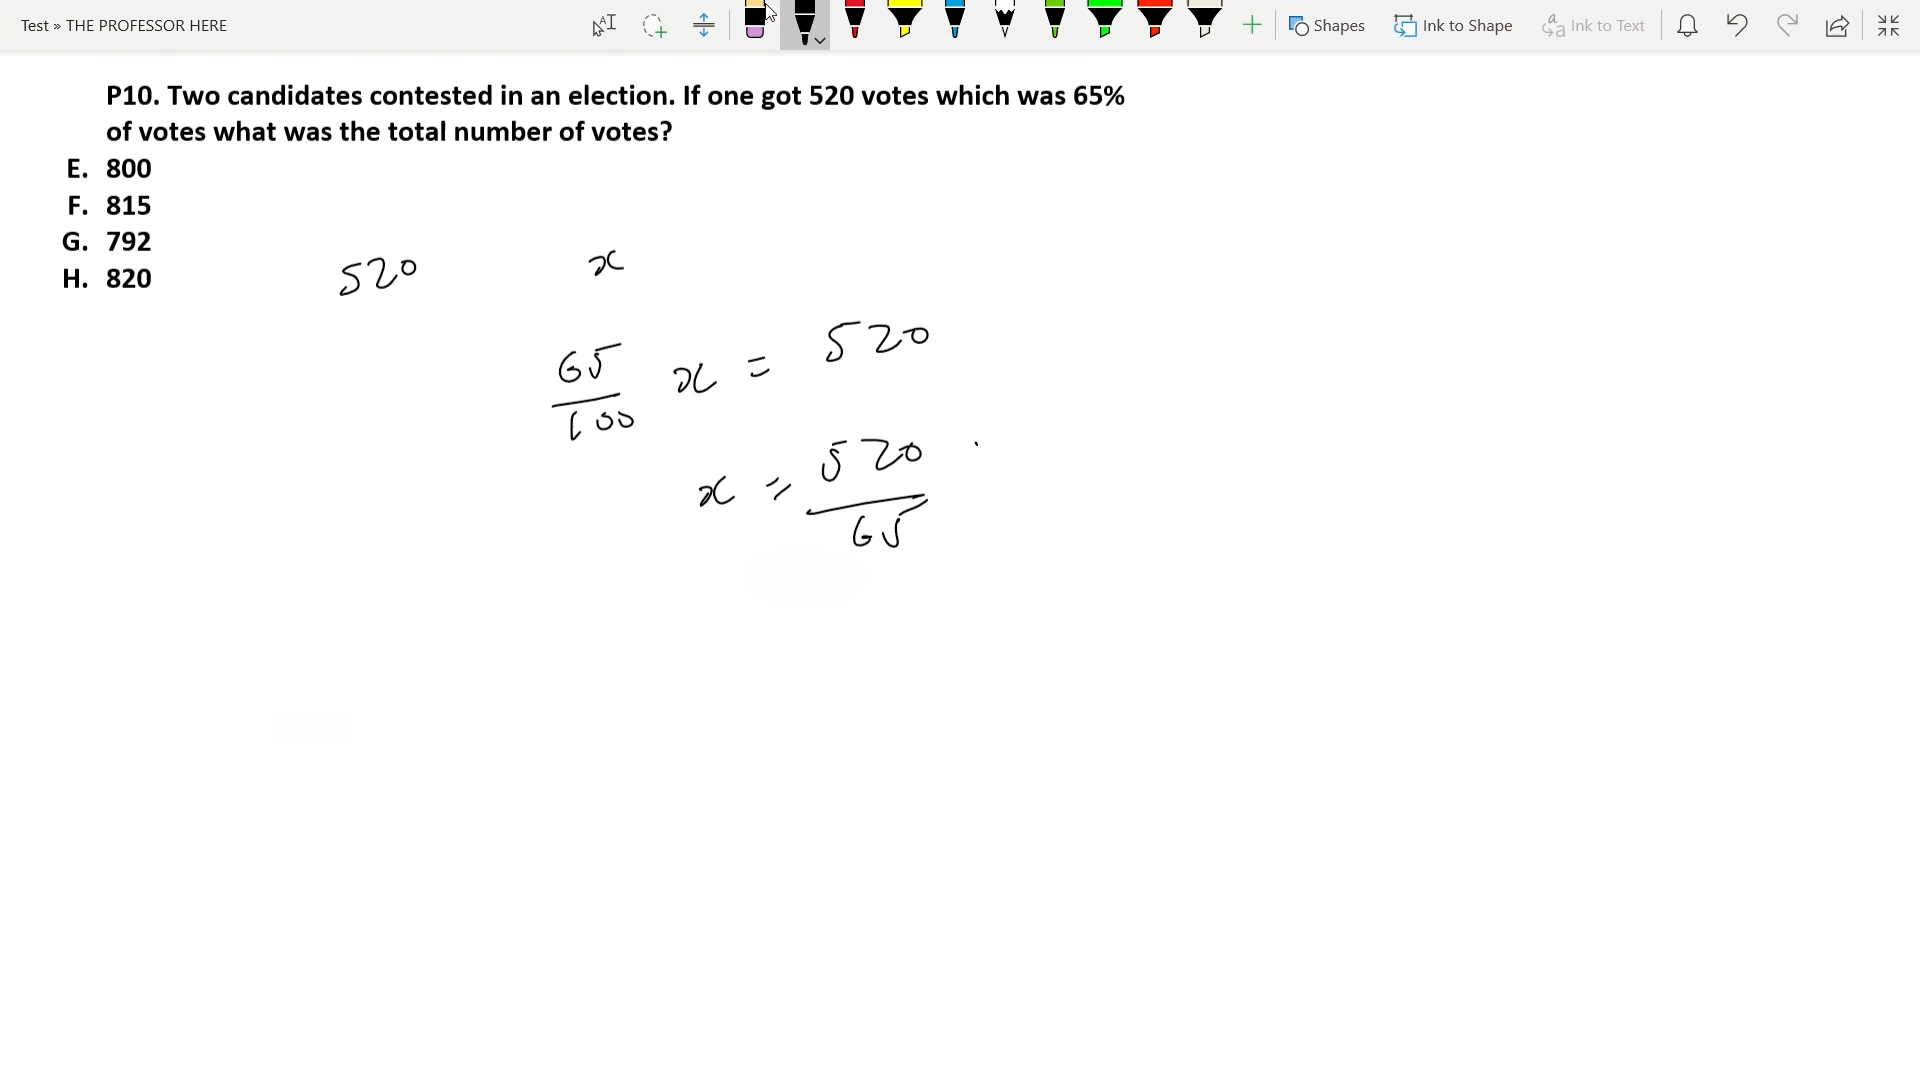 Test » THE PROFESSOR HERE
Shapes Ink to Shape Ink to Text
P10. Two candidates contested in an election. If one got 520 votes which was 65%
of votes what was the total number of votes?
E. 800
F. 815
G. 792
H. 820
520 x
65/100 x = 520
x = 520/65